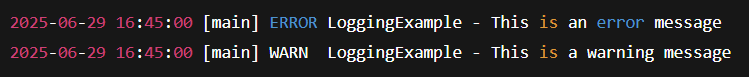 2025-06-29 16:45:00 [main] ERROR LoggingExample - This is an error message
2025-06-29 16:45:00 [main] WARN  LoggingExample - This is a warning message